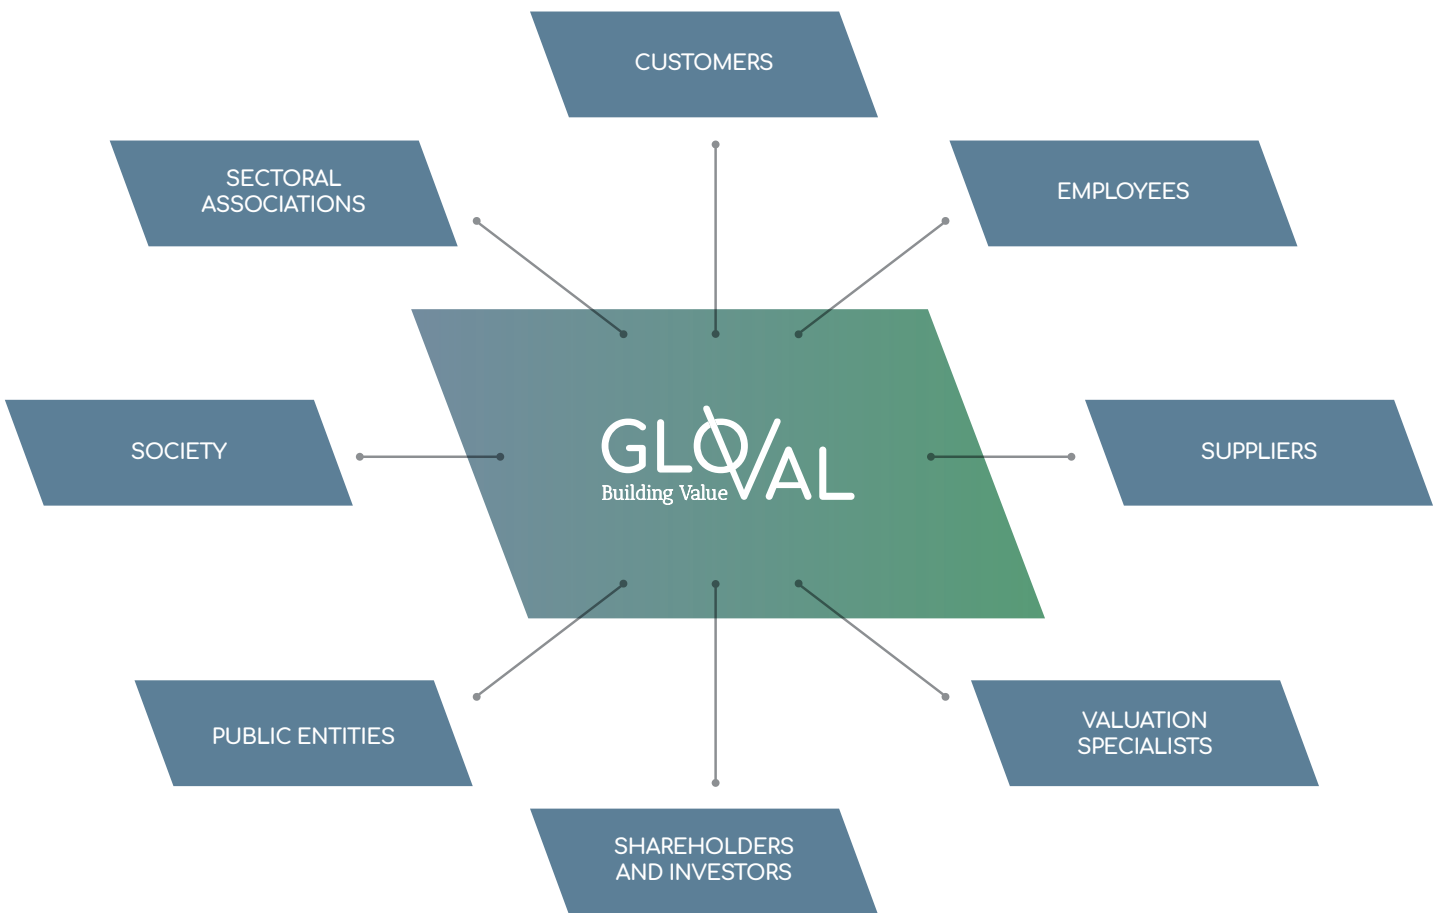 CUSTOMERS
SECTORAL
ASSOCIATIONS
EMPLOYEES
SOCIETY
GLOVAL
Building Value
SUPPLIERS
PUBLIC ENTITIES
VALUATION
SPECIALISTS
SHAREHOLDERS
AND INVESTORS